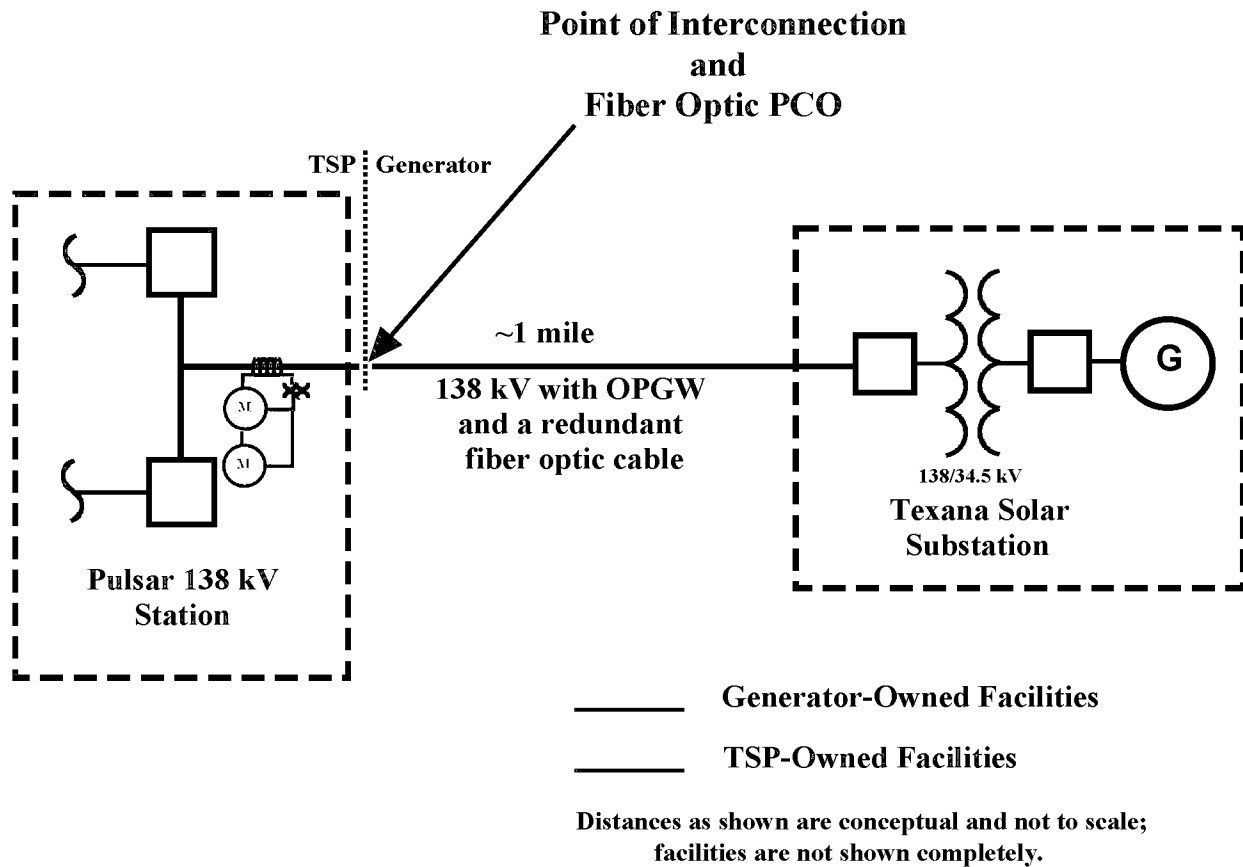 Point of Interconnection
and
Fiber Optic PCO
TSP Generator
~1 mile
138 kV with OPGW
and a redundant
fiber optic cable
M
M
G
138/34.5 kV
Texana Solar
Substation
Pulsar 138 kV
Station
Generator-Owned Facilities
TSP-Owned Facilities
Distances as shown are conceptual and not to scale;
facilities are not shown completely.